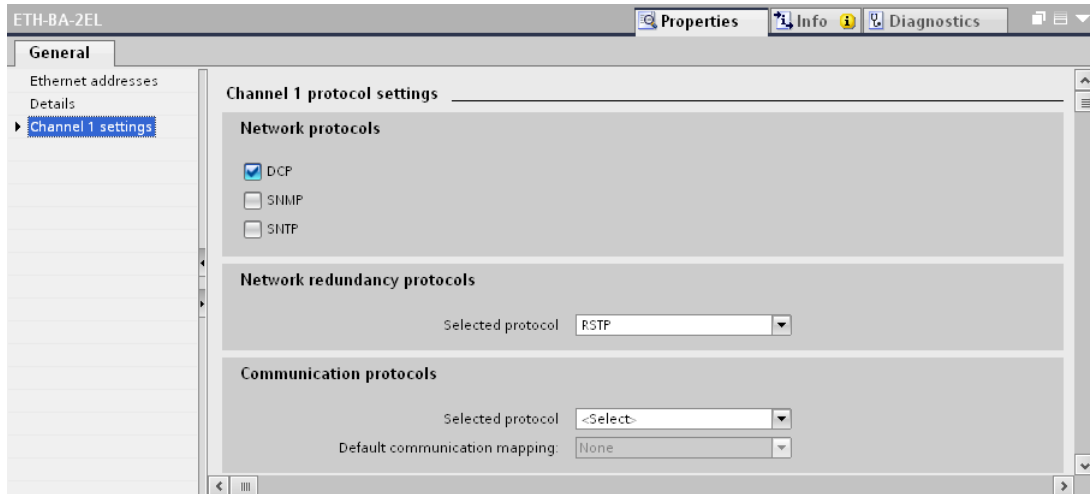 ETH-BA-2EL
Properties Info Diagnostics
General
Ethernet addresses
Details
Channel 1 settings
Channel 1 protocol settings
Network protocols
DCP
SNMP
SNTP
Network redundancy protocols
Selected protocol RSTP
Communication protocols
Selected protocol <Select>
Default communication mapping: None